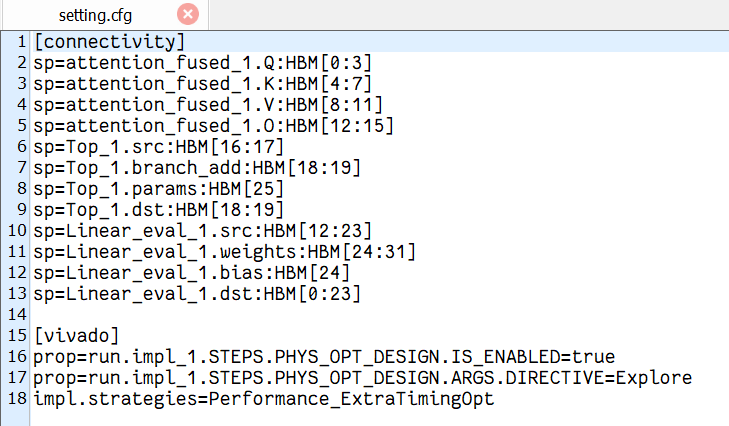 setting.cfg
1 [connectivity]
2 sp=attention_fused_1.Q:HBM[0:3]
3 sp=attention_fused_1.K:HBM[4:7]
4 sp=attention_fused_1.V:HBM[8:11]
5 sp=attention_fused_1.O:HBM[12:15]
6 sp=Top_1.src:HBM[16:17]
7 sp=Top_1.branch_add:HBM[18:19]
8 sp=Top_1.params:HBM[25]
9 sp=Top_1.dst:HBM[18:19]
10 sp=Linear_eval_1.src:HBM[12:23]
11 sp=Linear_eval_1.weights:HBM[24:31]
12 sp=Linear_eval_1.bias:HBM[24]
13 sp=Linear_eval_1.dst:HBM[0:23]
14
15 [vivado]
16 prop=run.impl_1.STEPS.PHYS_OPT_DESIGN.IS_ENABLED=true
17 prop=run.impl_1.STEPS.PHYS_OPT_DESIGN.ARGS.DIRECTIVE=Explore
18 impl.strategies=Performance_ExtraTimingOpt